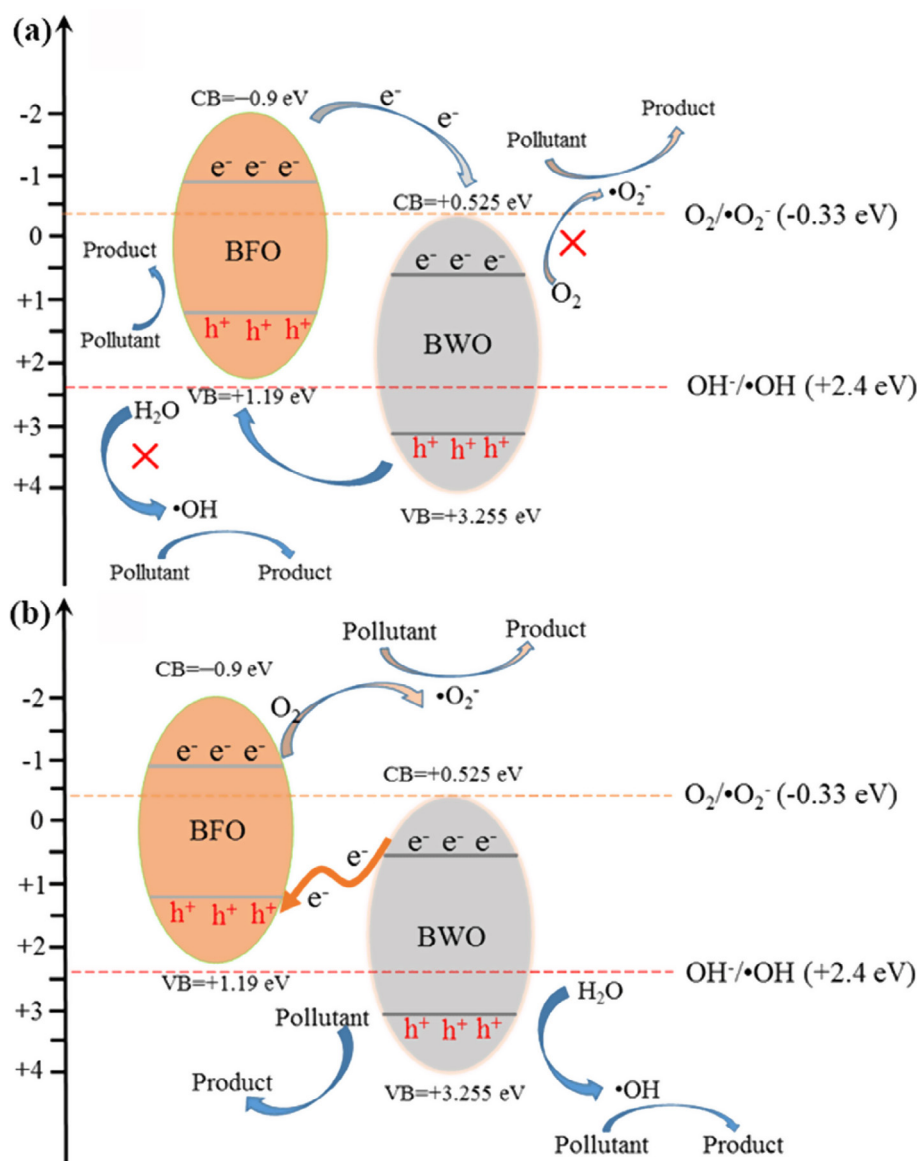 (a)
CB=−0.9 eV
e⁻
e⁻
Product
Pollutant
•O₂⁻
-2
-1
0
+1
+2
+3
+4
e⁻ e⁻ e⁻
BFO
h⁺ h⁺ h⁺
CB=+0.525 eV
O₂/•O₂⁻ (-0.33 eV)
Product
Pollutant
e⁻ e⁻ e⁻
O₂
BWO
VB=+1.19 eV
OH⁻/•OH (+2.4 eV)
H₂O
h⁺ h⁺ h⁺
•OH
VB=+3.255 eV
Pollutant
Product
(b)
Pollutant
Product
CB=−0.9 eV
O₂
•O₂⁻
-2
-1
0
+1
+2
+3
+4
e⁻ e⁻ e⁻
BFO
h⁺ h⁺ h⁺
CB=+0.525 eV
O₂/•O₂⁻ (-0.33 eV)
e⁻ e⁻ e⁻
e⁻
e⁻
BWO
VB=+1.19 eV
OH⁻/•OH (+2.4 eV)
H₂O
Pollutant
h⁺ h⁺ h⁺
Product
VB=+3.255 eV
•OH
Pollutant
Product